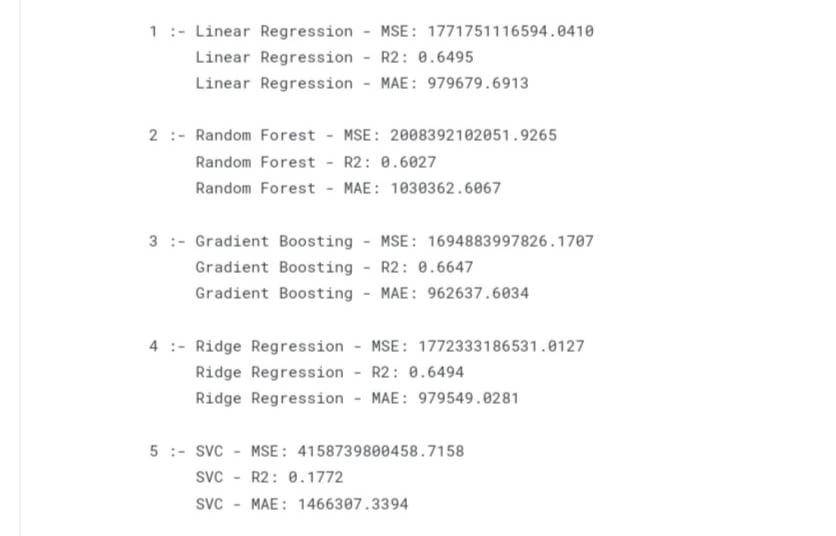 1 :- Linear Regression - MSE: 1771751116594.0410
Linear Regression - R2: 0.6495
Linear Regression - MAE: 979679.6913
2 :- Random Forest - MSE: 2008392102051.9265
Random Forest - R2: 0.6027
Random Forest - MAE: 1030362.6067
3 :- Gradient Boosting - MSE: 1694883997826.1707
Gradient Boosting - R2: 0.6647
Gradient Boosting - MAE: 962637.6034
4 :- Ridge Regression - MSE: 1772333186531.0127
Ridge Regression - R2: 0.6494
Ridge Regression - MAE: 979549.0281
5 :- SVC - MSE: 4158739800458.7158
SVC - R2: 0.1772
SVC - MAE: 1466307.3394